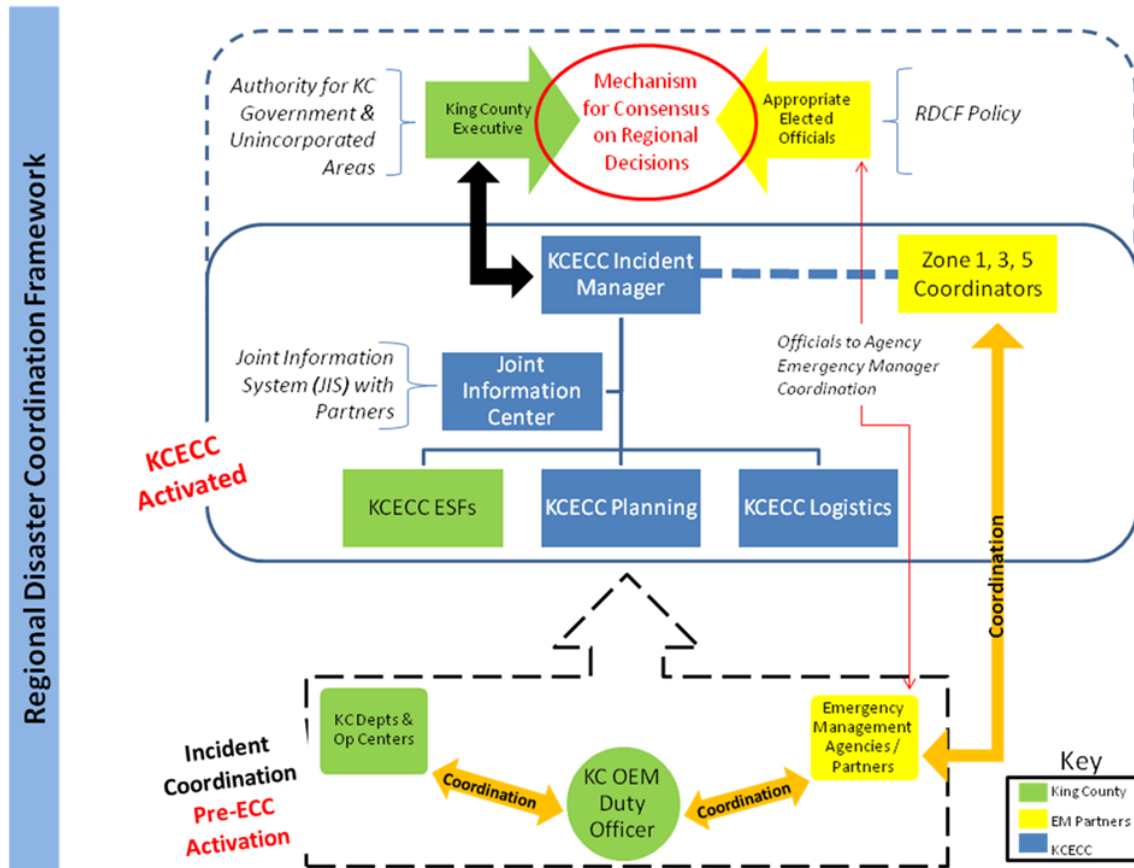 Regional Disaster Coordination Framework
Authority for KC
Government &
Unincorporated
Areas
King County
Executive
Mechanism
for Consensus
on Regional
Decisions
Appropriate
Elected
Officials
RDCF Policy
KCECC Incident
Manager
Zone 1, 3, 5
Coordinators
Joint Information
System (JIS) with
Partners
Joint
Information
Center
Officials to Agency
Emergency Manager
Coordination
KCECC
Activated
KCECC ESFs
KCECC Planning
KCECC Logistics
Coordination
Incident
Coordination
Pre-ECC
Activation
KC Depts &
Op Centers
Coordination
KC OEM
Duty
Officer
Coordination
Emergency
Management
Agencies /
Partners
Key
King County
EM Partners
KCECC